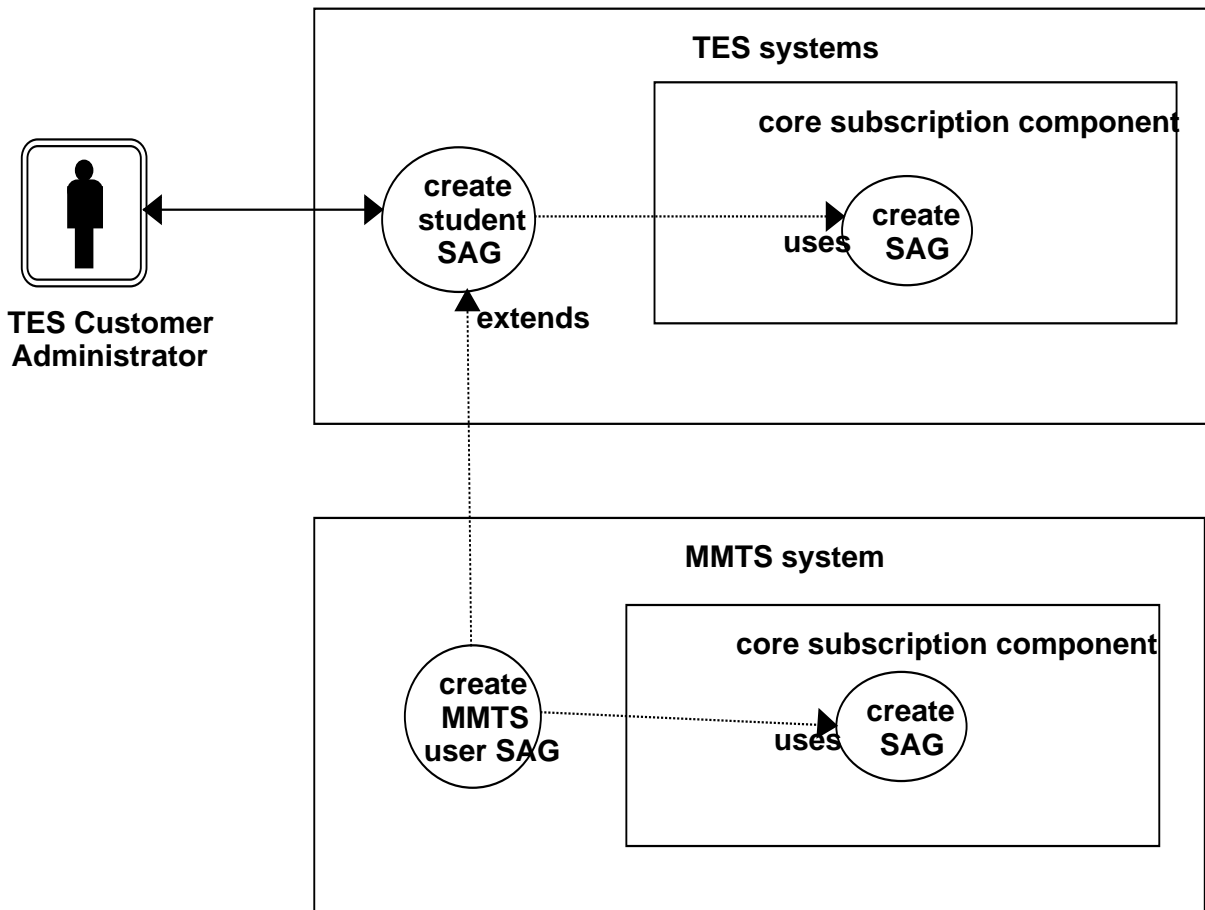 TES systems
core subscription component
create
student
SAG
uses
create
SAG
extends
TES Customer
Administrator
MMTS system
core subscription component
create
MMTS
user SAG
uses
create
SAG